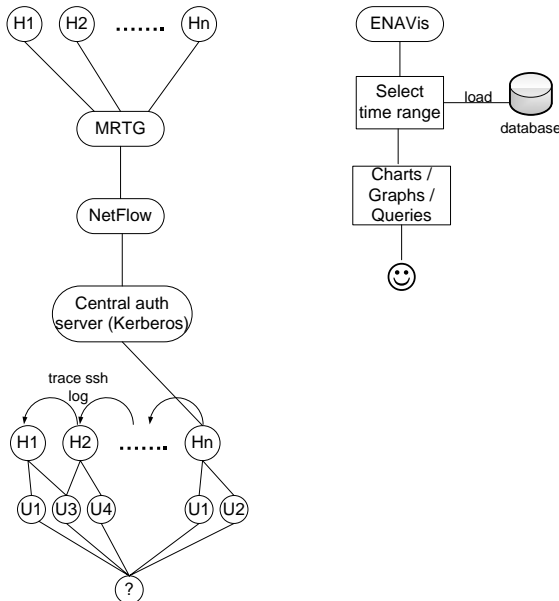 H1 H2 ....... Hn
MRTG
NetFlow
Central auth
server (Kerberos)
trace ssh
log
H1 H2 ....... Hn
U1 U3 U4 U1 U2
?
ENAVis
Select
time range
load
database
Charts /
Graphs /
Queries